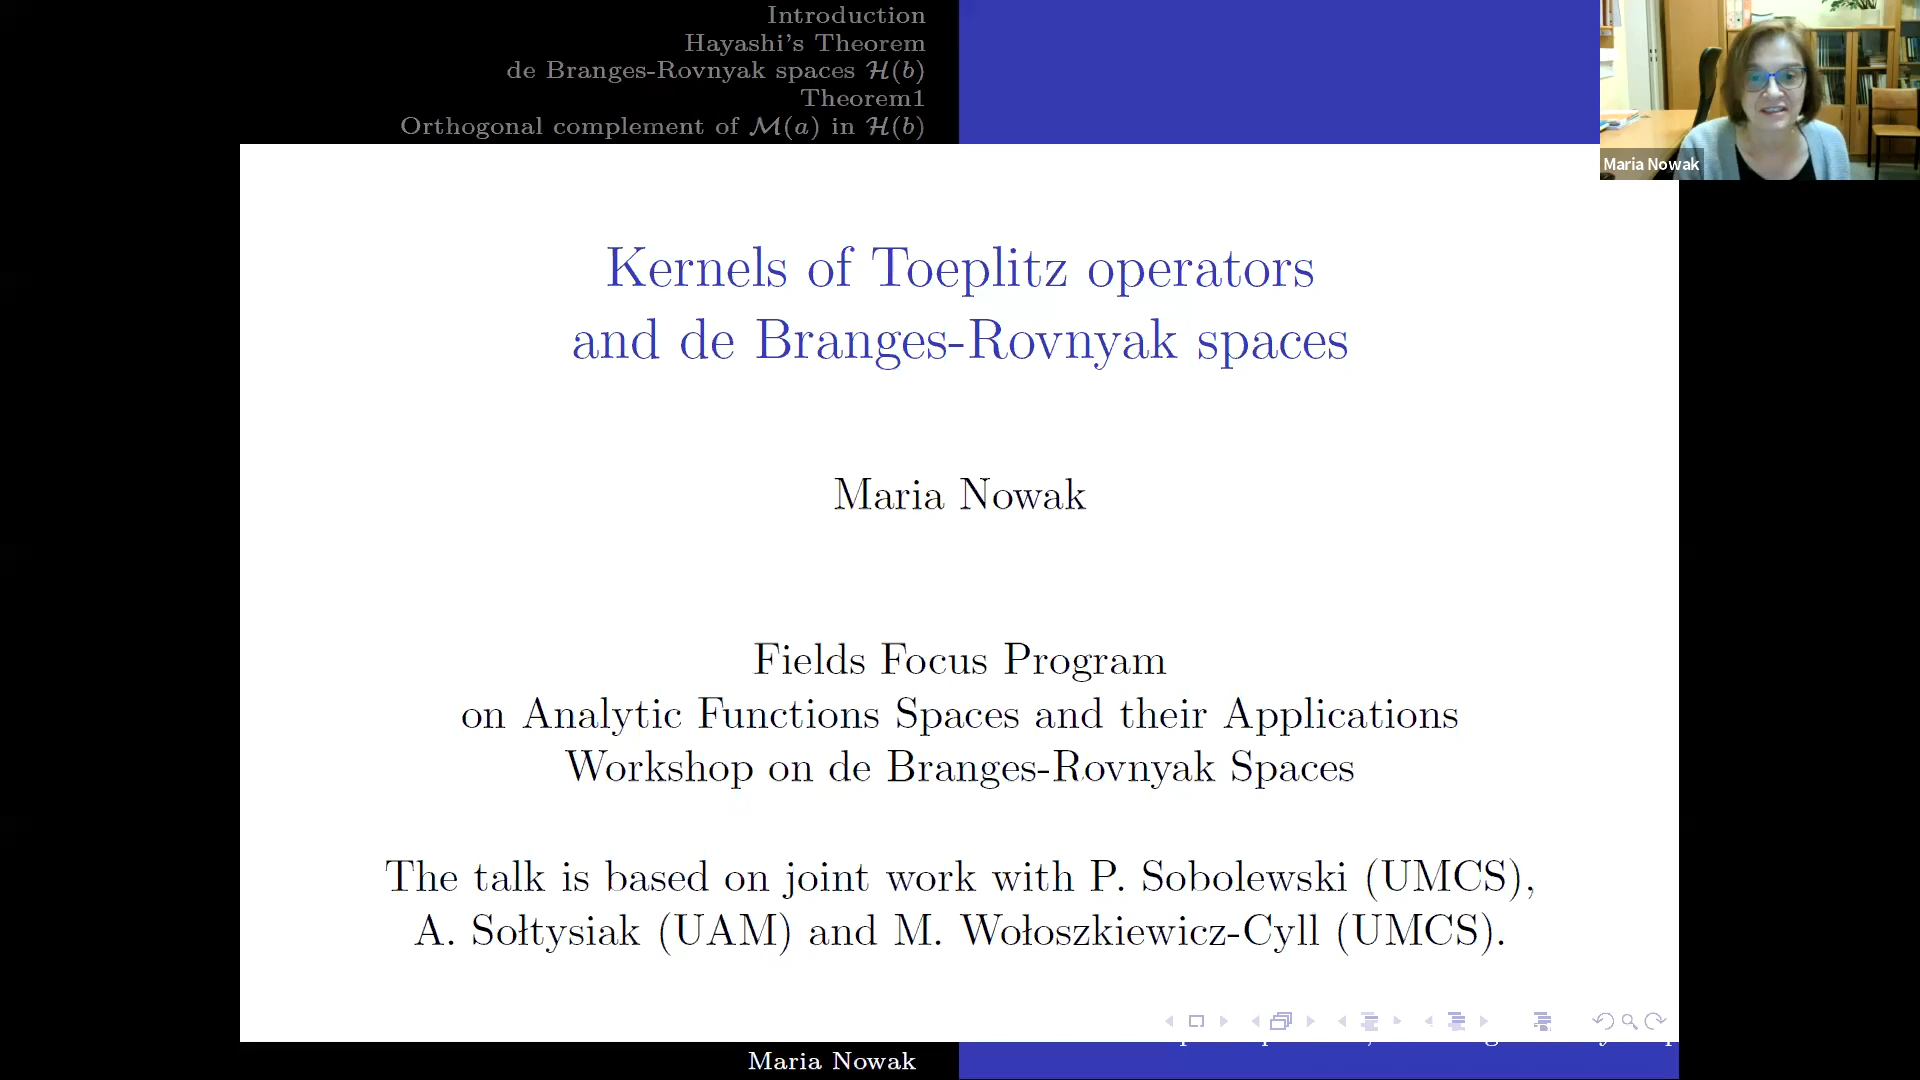 Introduction
Hayashi's Theorem
de Branges-Rovnyak spaces ℋ(b)
Theorem1
Orthogonal complement of ℳ(a) in ℋ(b)
Maria Nowak
Kernels of Toeplitz operators
and de Branges-Rovnyak spaces
Maria Nowak
Fields Focus Program
on Analytic Functions Spaces and their Applications
Workshop on de Branges-Rovnyak Spaces
The talk is based on joint work with P. Sobolewski (UMCS),
A. Sołtysiak (UAM) and M. Wołoszkiewicz-Cyll (UMCS).
Maria Nowak